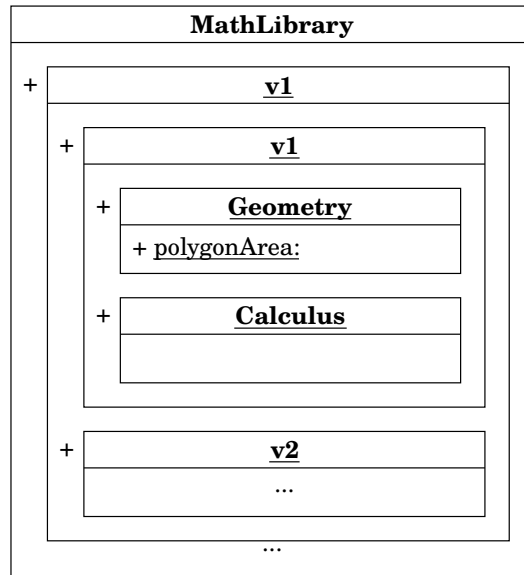 MathLibrary
+ v1
+ v1
+ Geometry
+ polygonArea:
+ Calculus
+ v2
...
...